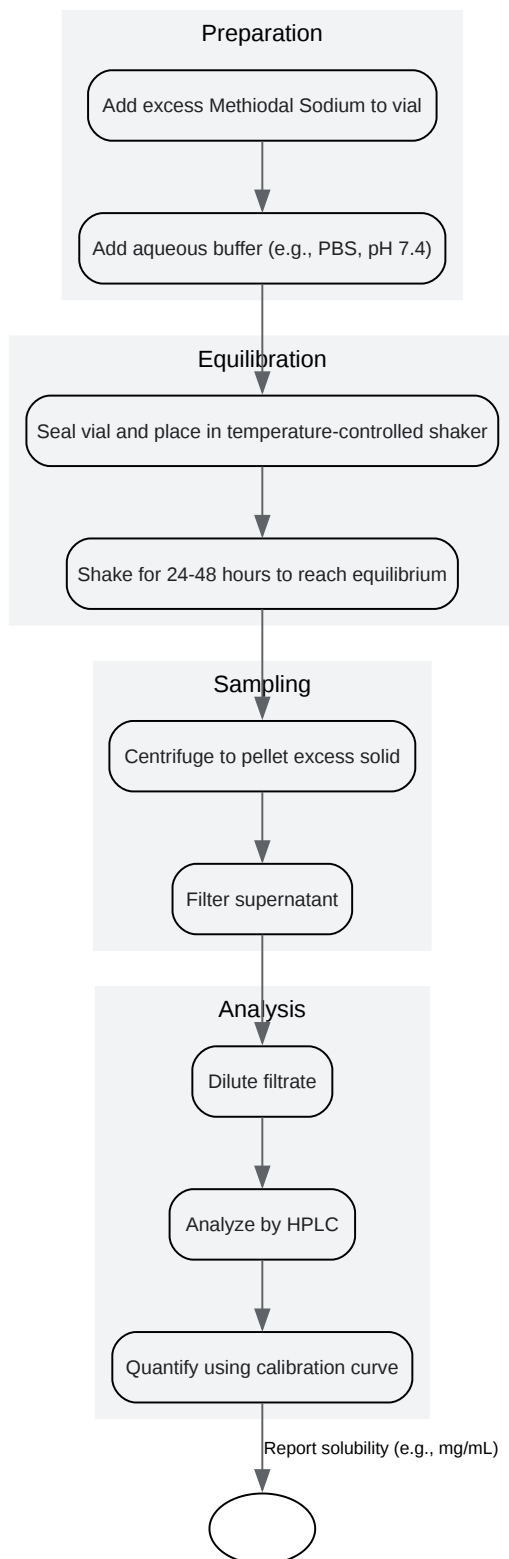 Preparation
Add excess Methiodal Sodium to vial
Add aqueous buffer (e.g., PBS, pH 7.4)
Equilibration
Seal vial and place in temperature-controlled shaker
Shake for 24-48 hours to reach equilibrium
Sampling
Centrifuge to pellet excess solid
Filter supernatant
Analysis
Dilute filtrate
Analyze by HPLC
Quantify using calibration curve
Report solubility (e.g., mg/mL)